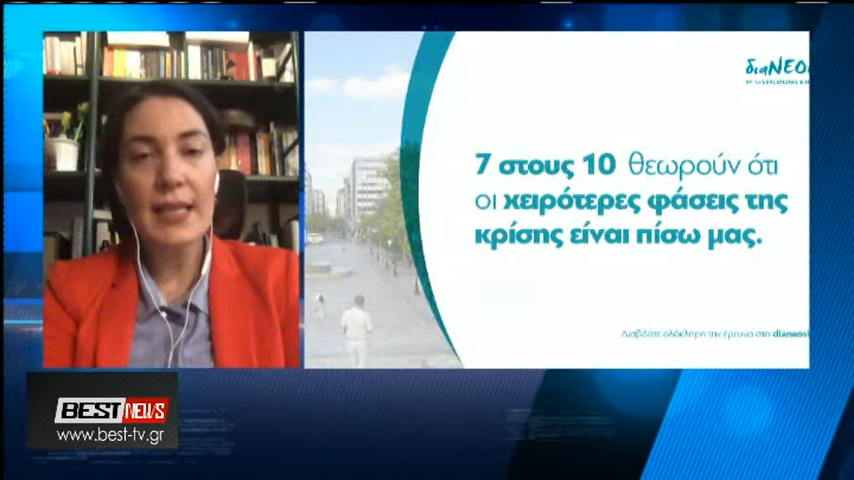 διαΝΕΟ
7 στους 10 θεωρούν ότι
οι χειρότερες φάσεις της
κρίσης είναι πίσω μας.
Διαβάστε ολόκληρη την έρευνα στο dianeosi
BEST NEWS
www.best-tv.gr